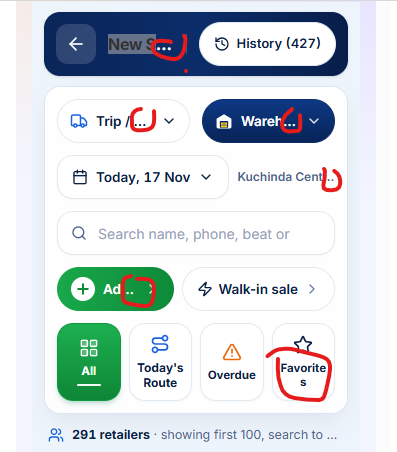 New S...
History (427)
Trip /...
Wareh...
Today, 17 Nov
Kuchinda Cent...
Search name, phone, beat or
Ad...
Walk-in sale
All
Today's
Route
Overdue
Favorite
s
291 retailers · showing first 100, search to ...